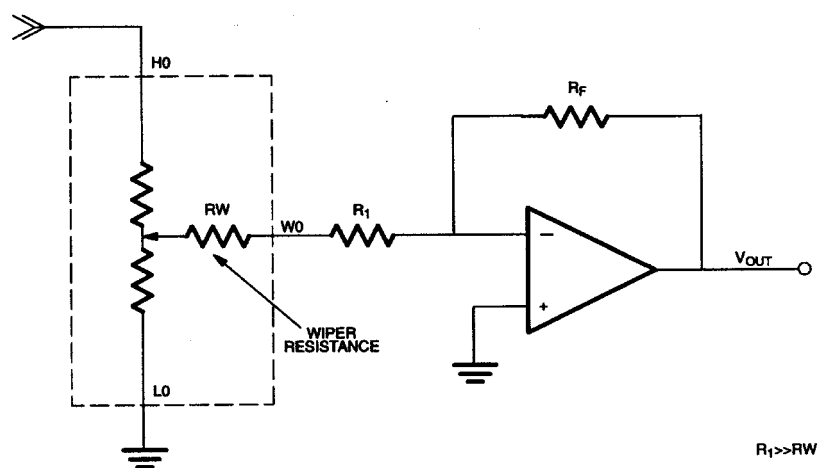 H0
RF
RW
W0
R1
−
+
VOUT
WIPER
RESISTANCE
L0
R1>>RW